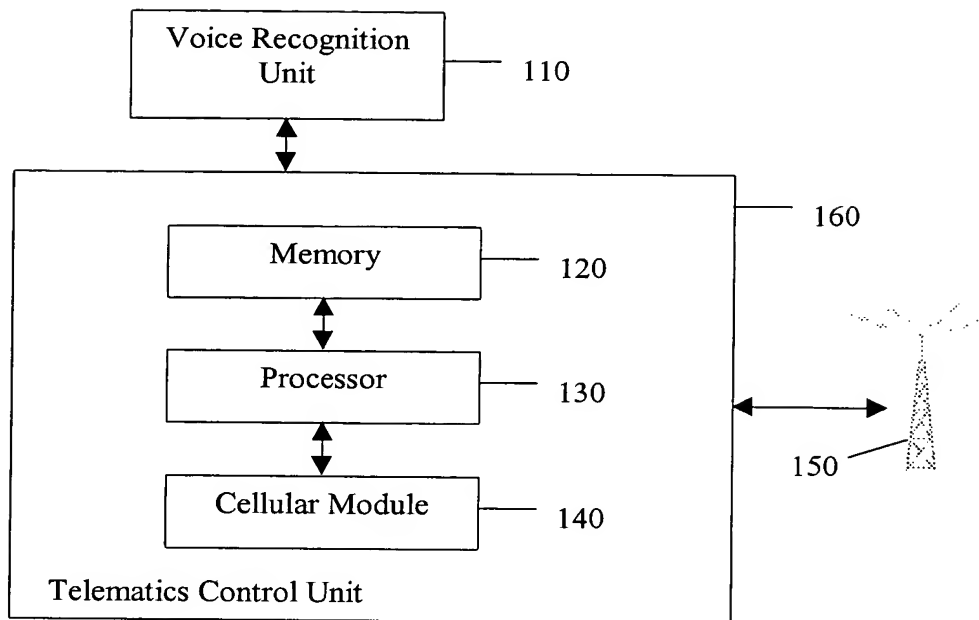 Voice Recognition
Unit
110
160
Memory
120
Processor
130
150
Cellular Module
140
Telematics Control Unit